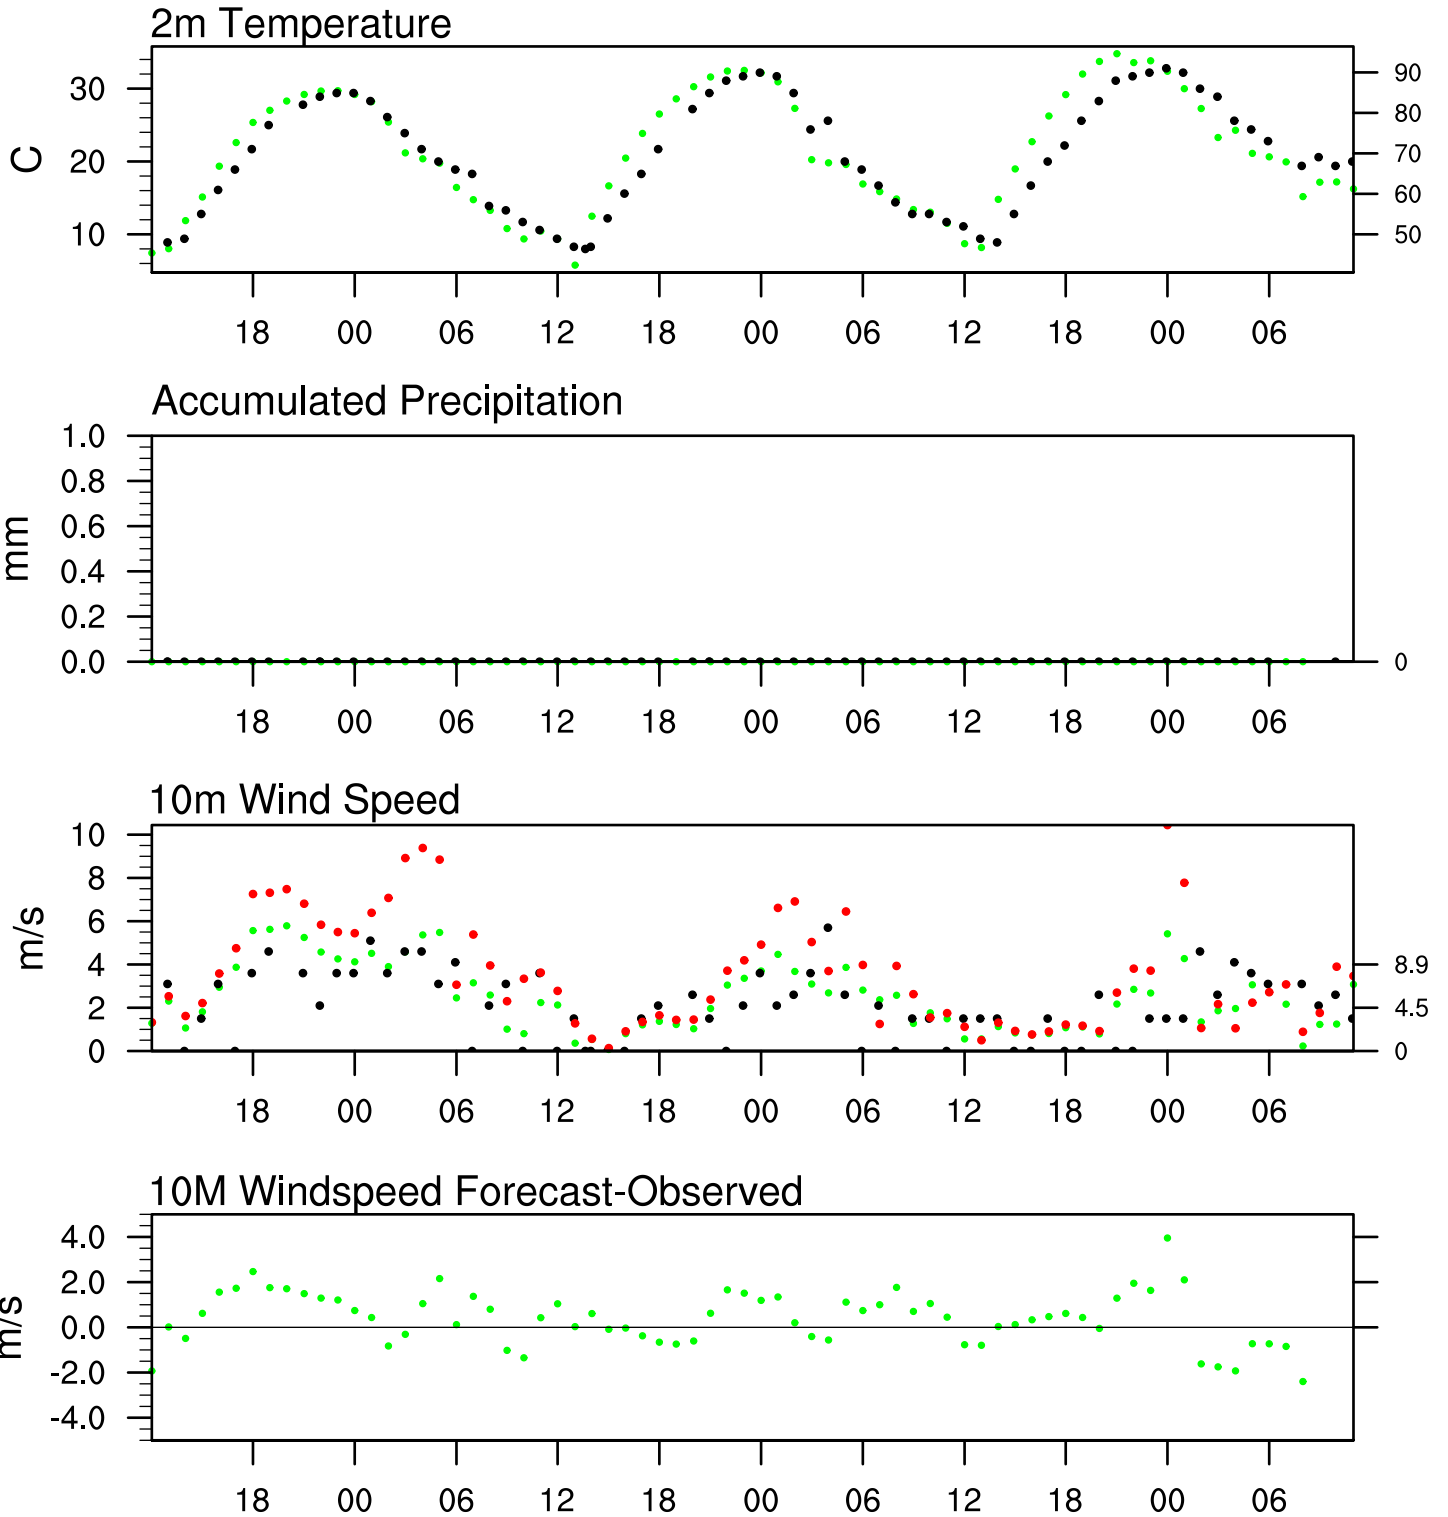 2m Temperature
30
20
10
C
90
80
70
60
50
18 00 06 12 18 00 06 12 18 00 06
Accumulated Precipitation
1.0
0.8
0.6
0.4
0.2
0.0
mm
0
18 00 06 12 18 00 06 12 18 00 06
10m Wind Speed
10
8
6
4
2
0
m/s
8.9
4.5
0
18 00 06 12 18 00 06 12 18 00 06
10M Windspeed Forecast-Observed
4.0
2.0
0.0
-2.0
-4.0
m/s
18 00 06 12 18 00 06 12 18 00 06